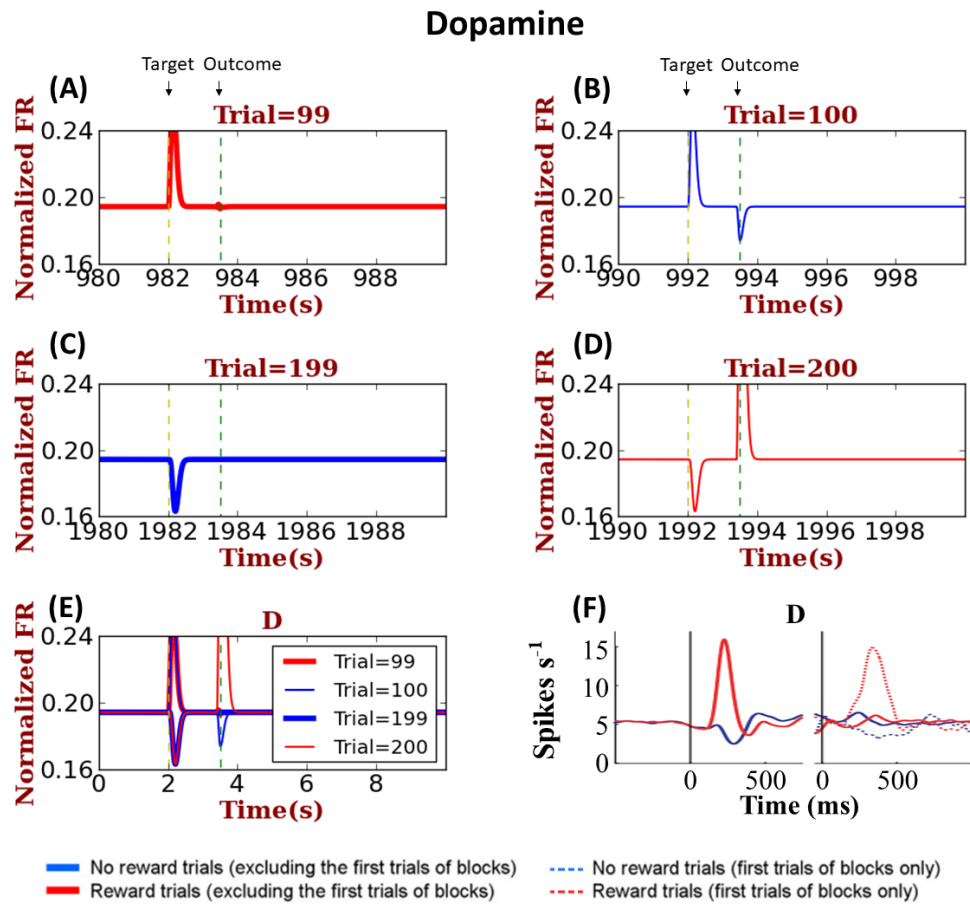 Dopamine
Target Outcome
(A)
Trial=99
Normalized FR
0.24
0.20
0.16
980 982 984 986 988
Time(s)
Target Outcome
(B)
Trial=100
Normalized FR
0.24
0.20
0.16
990 992 994 996 998
Time(s)
(C)
Trial=199
Normalized FR
0.24
0.20
0.16
1980 1982 1984 1986 1988
Time(s)
(D)
Trial=200
Normalized FR
0.24
0.20
0.16
1990 1992 1994 1996 1998
Time(s)
(E)
D
Normalized FR
0.24
0.20
0.16
Trial=99
Trial=100
Trial=199
Trial=200
0 2 4 6 8
Time(s)
(F)
D
Spikes s⁻¹
15
10
5
0
0 500 0 500
Time (ms)
No reward trials (excluding the first trials of blocks)
Reward trials (excluding the first trials of blocks)
No reward trials (first trials of blocks only)
Reward trials (first trials of blocks only)